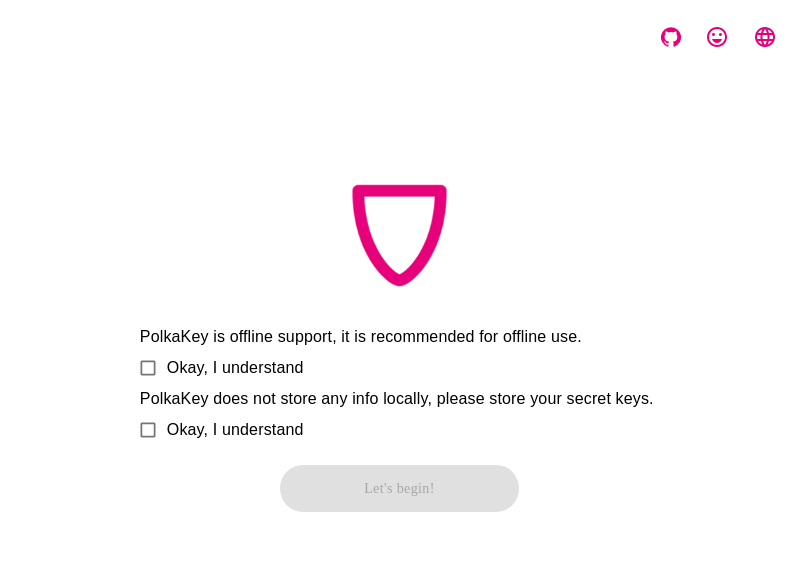 PolkaKey is offline support, it is recommended for offline use.
Okay, I understand
PolkaKey does not store any info locally, please store your secret keys.
Okay, I understand
Let's begin!